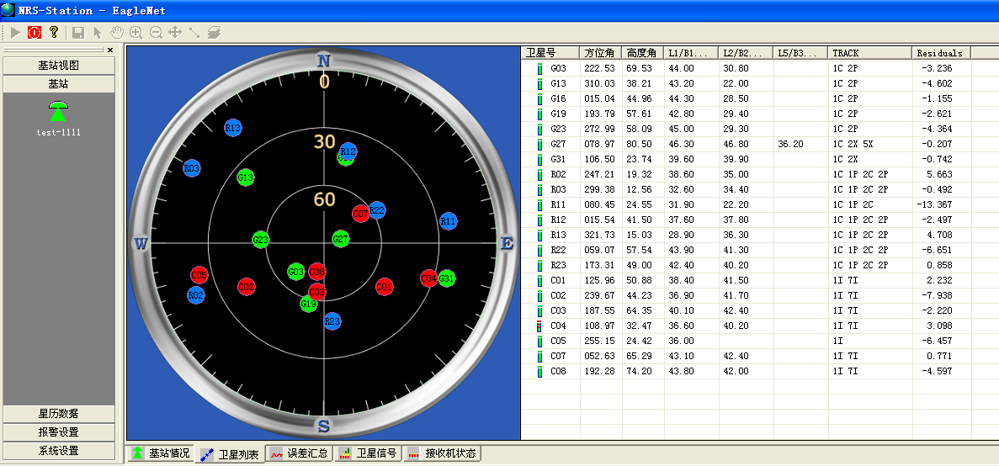 NRS-Station - EagleNet
基站视图
基站
test-1111
星历数据
报警设置
系统设置
N
0
30
60
W
E
S
R13
R12
R03
G13
C07
R22
R11
G23
G27
G03
C08
C05
C02
C03
C01
C04
G31
R02
G19
R23
卫星号 方位角 高度角 L1/B1... L2/B2... L5/B3... TRACK Residuals
G03 222.53 69.53 44.00 30.80 1C 2P -3.236
G13 310.03 38.21 43.20 22.00 1C 2P -4.602
G16 015.04 44.96 44.30 28.50 1C 2P -1.155
G19 193.79 57.61 42.80 29.40 1C 2P -2.621
G23 272.99 58.09 45.00 29.30 1C 2P -4.364
G27 078.97 80.50 46.30 46.80 36.20 1C 2X 5X -0.207
G31 106.50 23.74 39.60 39.90 1C 2X -0.742
R02 247.21 19.32 38.60 35.00 1C 1P 2C 2P 5.663
R03 299.38 12.56 32.60 34.40 1C 1P 2C 2P -0.492
R11 080.45 24.55 31.90 22.20 1C 1P 2C -13.367
R12 015.54 41.50 37.60 37.80 1C 1P 2C 2P -2.497
R13 321.73 15.03 28.90 36.30 1C 1P 2C 2P 4.708
R22 059.07 57.54 43.90 41.30 1C 1P 2C 2P -6.651
R23 173.31 49.00 42.40 40.20 1C 1P 2C 2P 0.858
C01 125.96 50.88 38.40 41.50 1I 7I 2.232
C02 239.67 44.23 36.90 41.70 1I 7I -7.938
C03 187.55 64.35 40.10 42.40 1I 7I -2.220
C04 108.97 32.47 36.60 40.20 1I 7I 3.098
C05 255.15 24.42 36.00 1I -6.457
C07 052.63 65.29 43.10 42.40 1I 7I 0.771
C08 192.28 74.20 43.80 42.00 1I 7I -4.597
基站情况 卫星列表 误差汇总 卫星信号 接收机状态